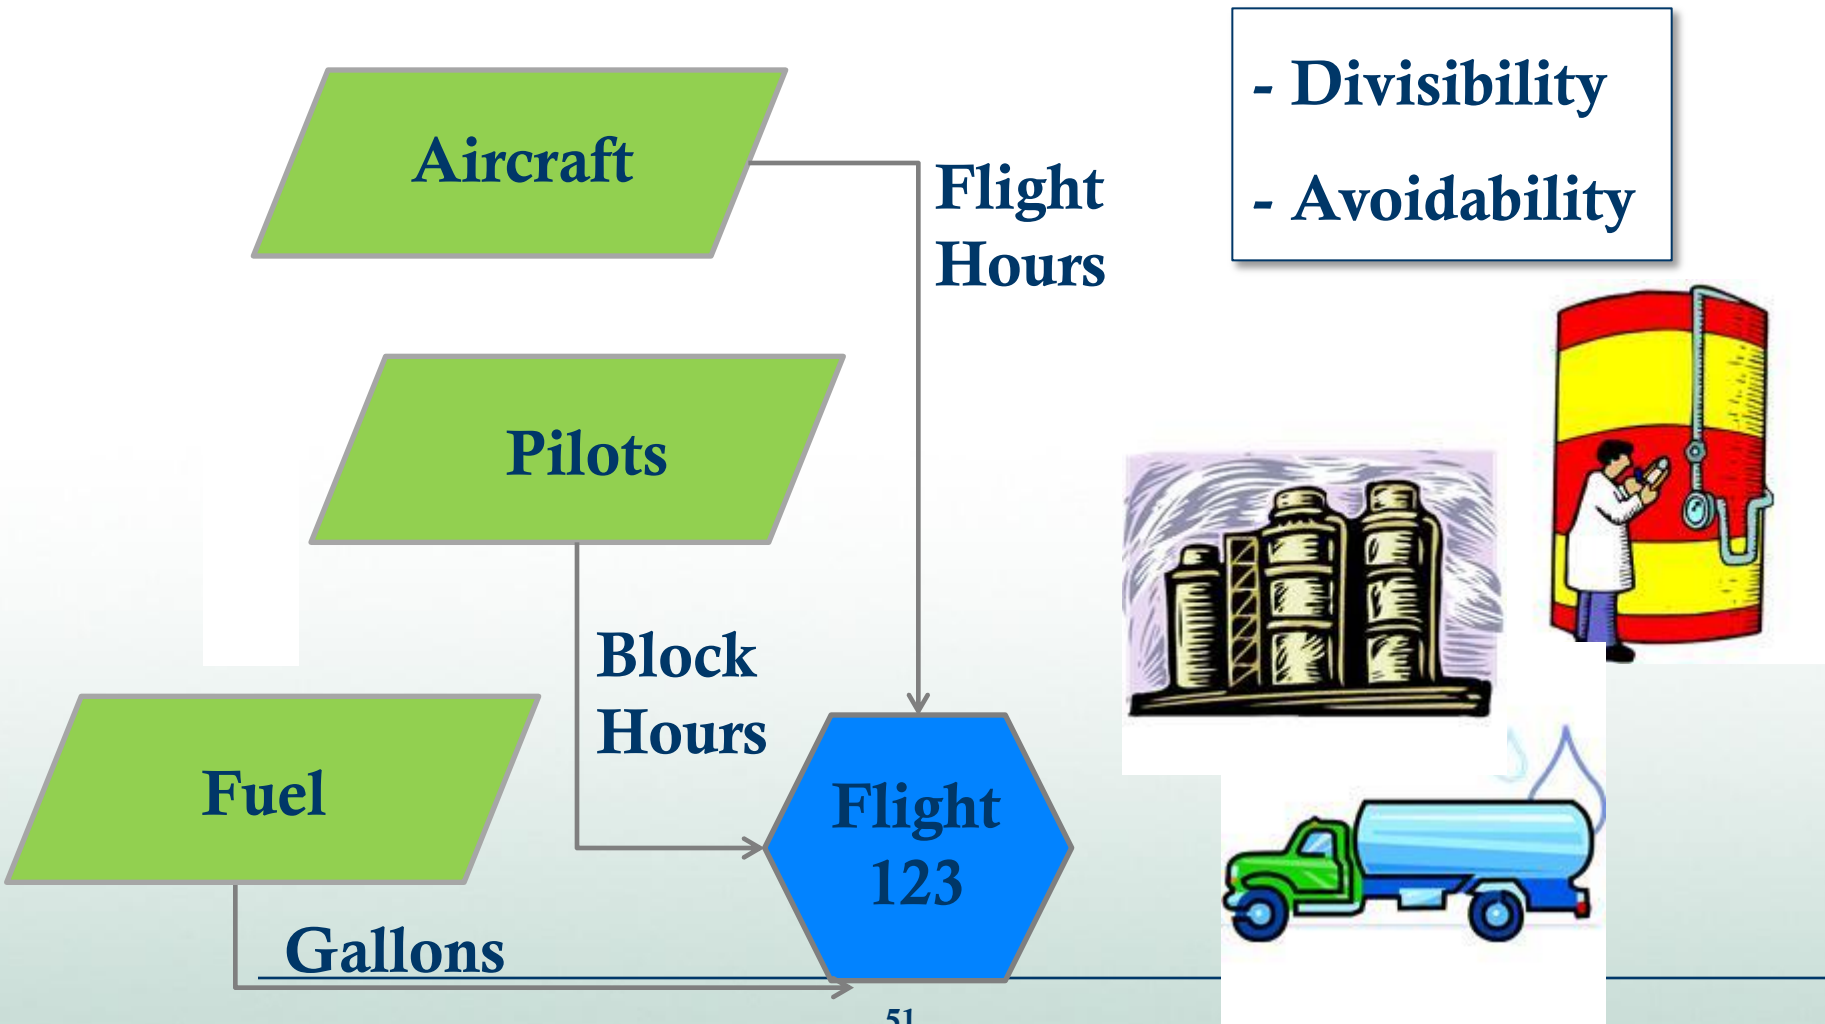 - Divisibility
- Avoidability
Aircraft
Flight
Hours
Pilots
Block
Hours
Fuel
Gallons
Flight
123
51